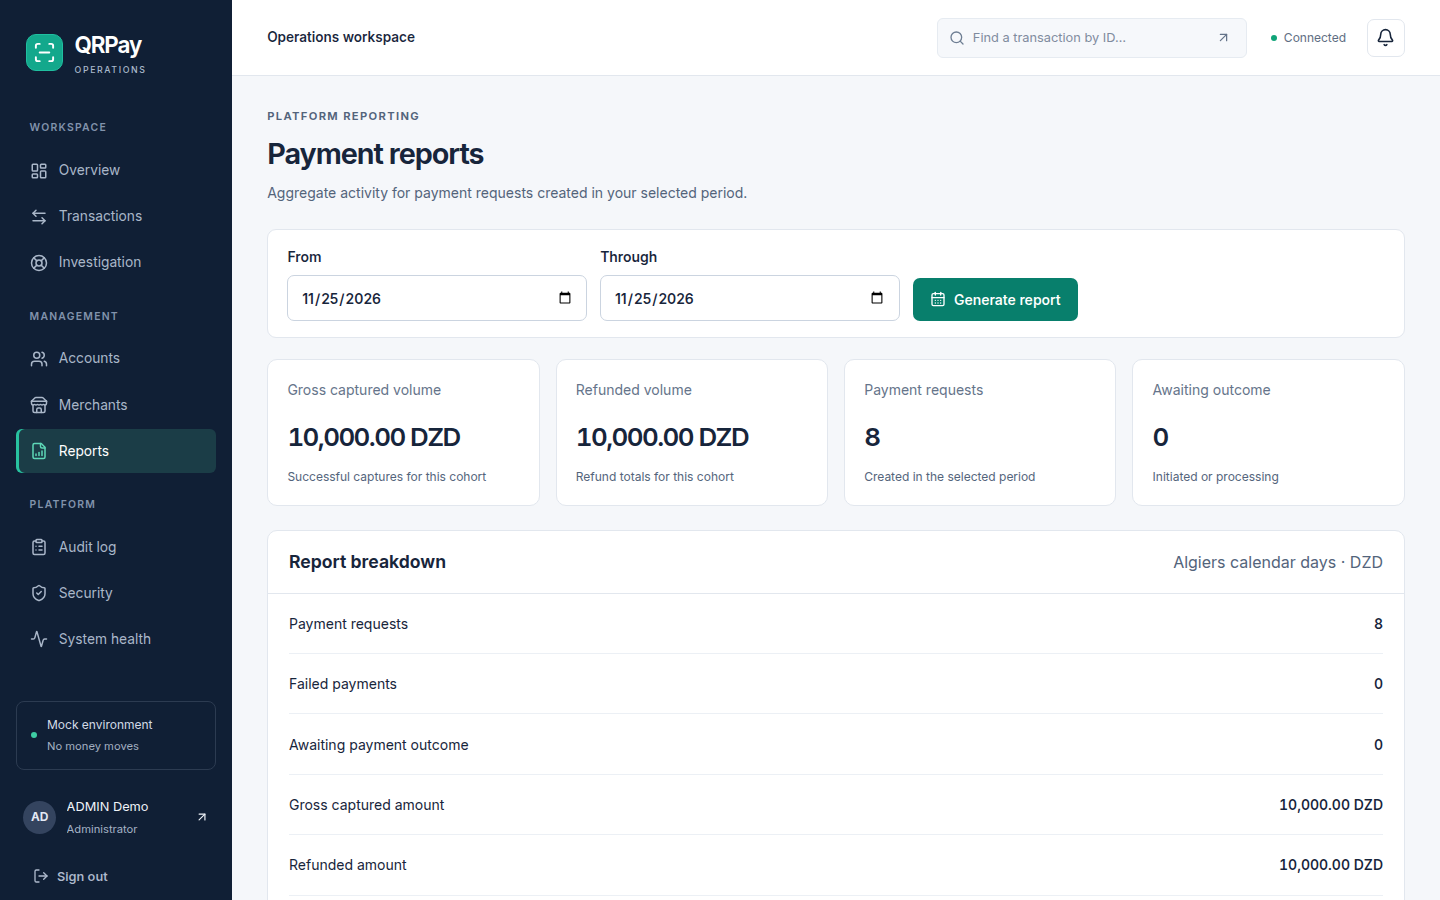 QRPay
OPERATIONS
WORKSPACE
Overview
Transactions
Investigation
MANAGEMENT
Accounts
Merchants
Reports
PLATFORM
Audit log
Security
System health
Mock environment
No money moves
AD
ADMIN Demo
Administrator
Sign out
Operations workspace
Find a transaction by ID...
Connected
PLATFORM REPORTING
Payment reports
Aggregate activity for payment requests created in your selected period.
From
Through
11/25/2026
11/25/2026
Generate report
Gross captured volume
10,000.00 DZD
Successful captures for this cohort
Refunded volume
10,000.00 DZD
Refund totals for this cohort
Payment requests
8
Created in the selected period
Awaiting outcome
0
Initiated or processing
Report breakdown
Algiers calendar days · DZD
Payment requests 8
Failed payments 0
Awaiting payment outcome 0
Gross captured amount 10,000.00 DZD
Refunded amount 10,000.00 DZD